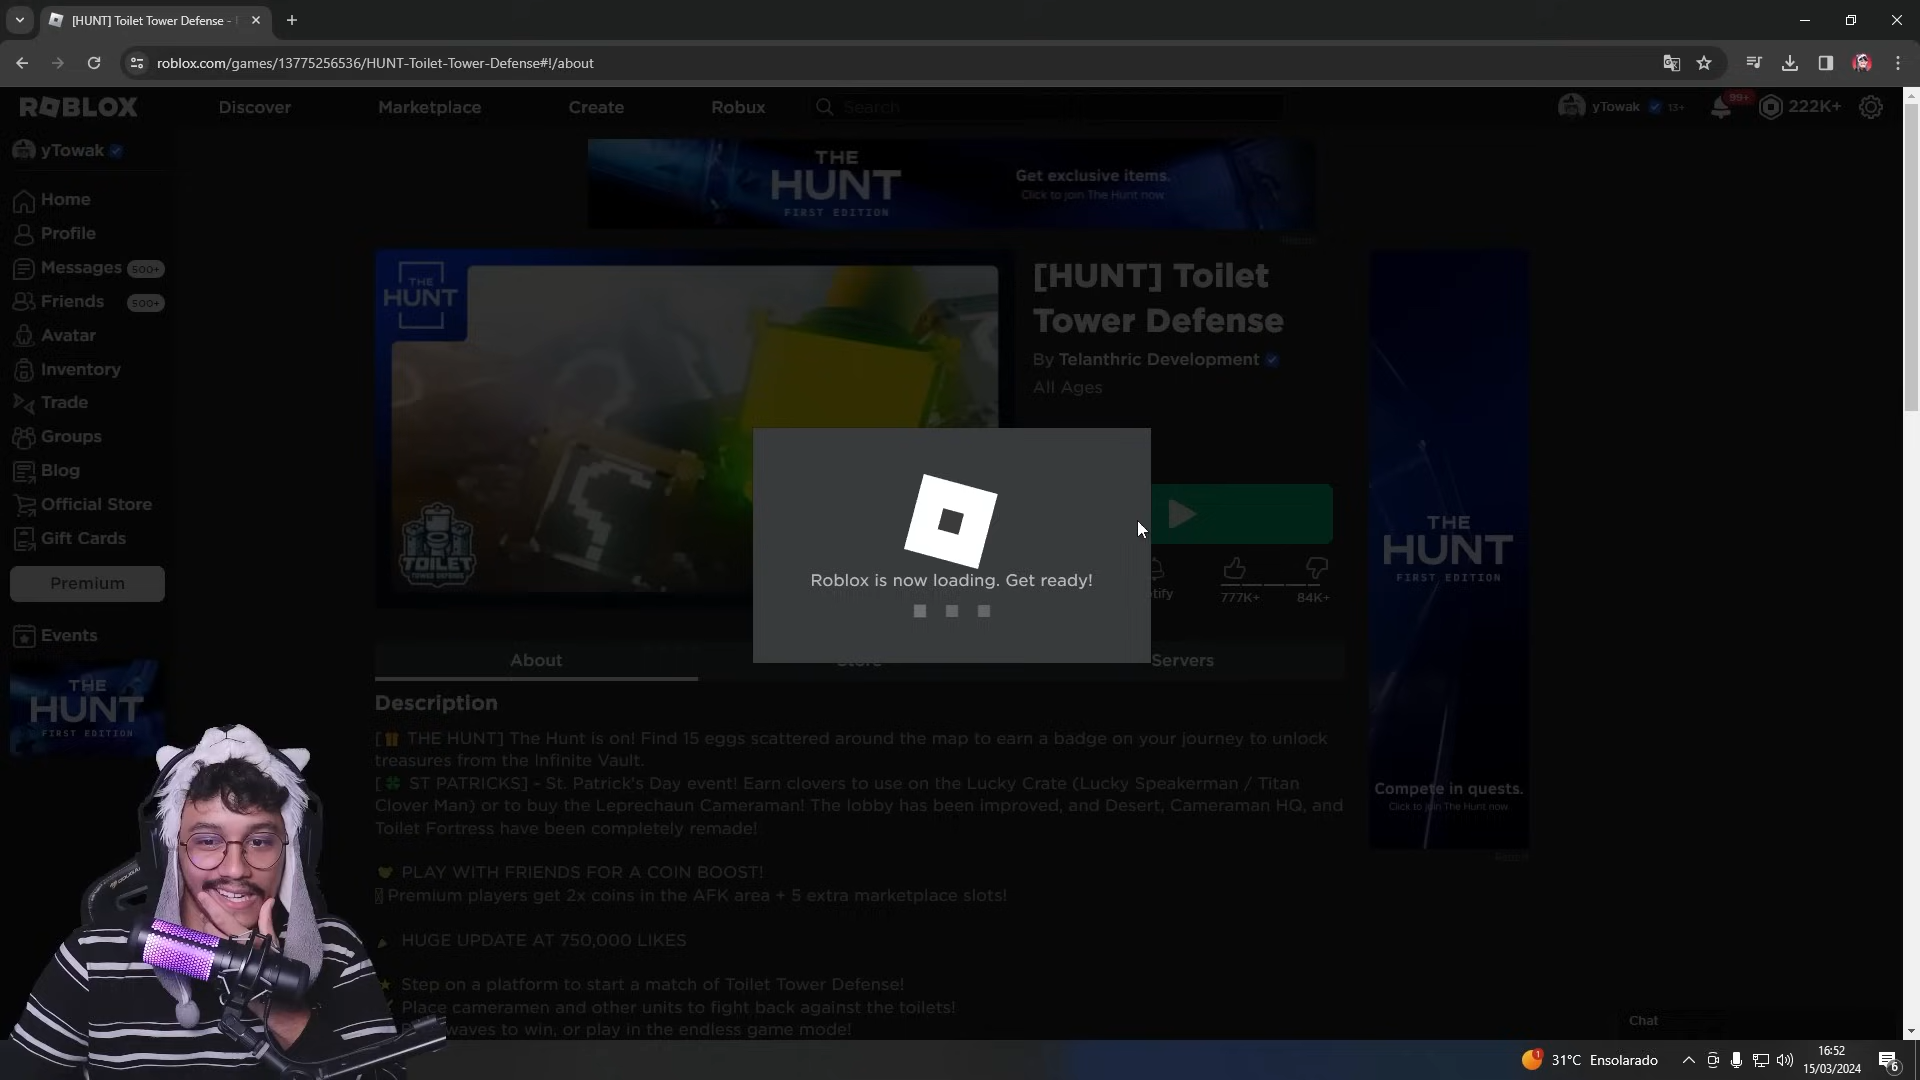 [HUNT] Toilet Tower Defense -
roblox.com/games/13775256536/HUNT-Toilet-Tower-Defense#!/about
ROBLOX
Discover
Marketplace
Create
Robux
Search
yTowak
13+
99+
222K+
yTowak
Home
Profile
Messages
500+
Friends
500+
Avatar
Inventory
Trade
Groups
Blog
Official Store
Gift Cards
Premium
Events
THE
HUNT
FIRST EDITION
THE
HUNT
FIRST EDITION
Get exclusive items.
Click to join The Hunt now
THE
HUNT
TOILET
TOWER DEFENSE
[HUNT] Toilet
Tower Defense
By Telanthric Development
All Ages
Roblox is now loading. Get ready!
777K+
84K+
About
Store
Servers
Description
[🎁 THE HUNT] The Hunt is on! Find 15 eggs scattered around the map to earn a badge on your journey to unlock
treasures from the Infinite Vault.
[🍀 ST PATRICKS] - St. Patrick's Day event! Earn clovers to use on the Lucky Crate (Lucky Speakerman / Titan
Clover Man) or to buy the Leprechaun Cameraman! The lobby has been improved, and Desert, Cameraman HQ, and
Toilet Fortress have been completely remade!
PLAY WITH FRIENDS FOR A COIN BOOST!
Premium players get 2x coins in the AFK area + 5 extra marketplace slots!
HUGE UPDATE AT 750,000 LIKES
Step on a platform to start a match of Toilet Tower Defense!
Place cameramen and other units to fight back against the toilets!
waves to win, or play in the endless game mode!
THE
HUNT
FIRST EDITION
Compete in quests.
Click to join The Hunt now
Chat
31°C Ensolarado
16:52
15/03/2024
6